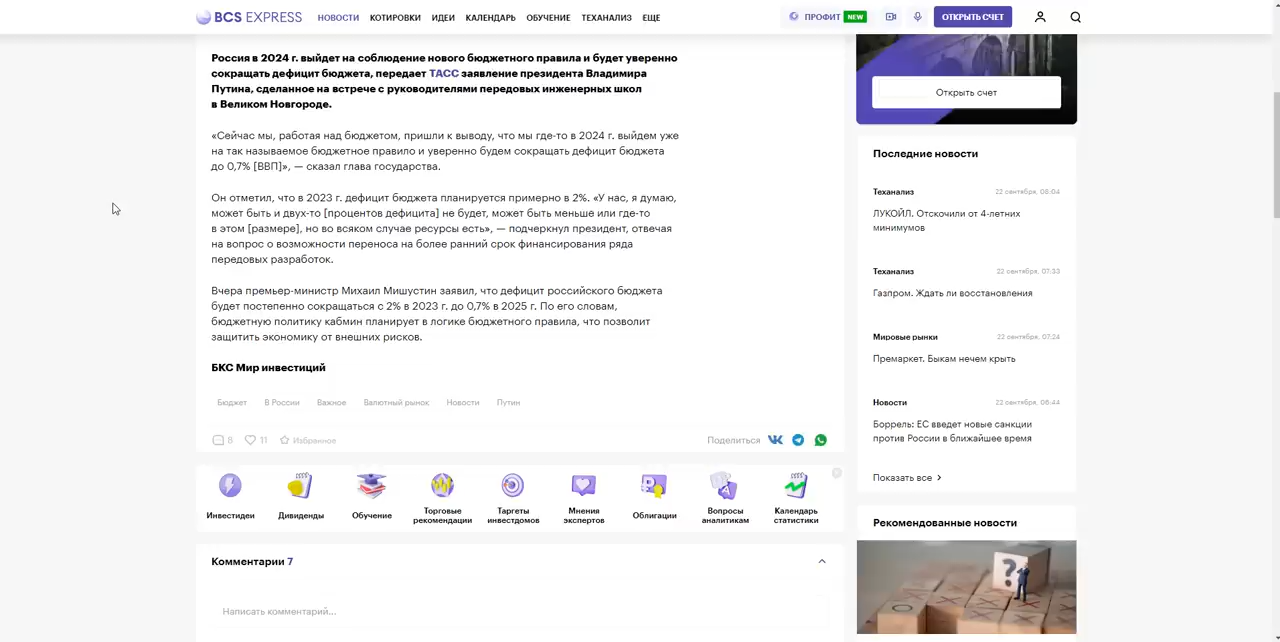 BCS EXPRESS
НОВОСТИ
КОТИРОВКИ
ИДЕИ
КАЛЕНДАРЬ
ОБУЧЕНИЕ
ТЕХАНАЛИЗ
ЕЩЕ
ПРОФИТ NEW
ОТКРЫТЬ СЧЕТ
Россия в 2024 г. выйдет на соблюдение нового бюджетного правила и будет уверенно
сокращать дефицит бюджета, передает ТАСС заявление президента Владимира
Путина, сделанное на встрече с руководителями передовых инженерных школ
в Великом Новгороде.
«Сейчас мы, работая над бюджетом, пришли к выводу, что мы где-то в 2024 г. выйдем уже
на так называемое бюджетное правило и уверенно будем сокращать дефицит бюджета
до 0,7% [ВВП]», — сказал глава государства.
Он отметил, что в 2023 г. дефицит бюджета планируется примерно в 2%. «У нас, я думаю,
может быть и двух-то [процентов дефицита] не будет, может быть меньше или где-то
в этом [размере], но во всяком случае ресурсы есть», — подчеркнул президент, отвечая
на вопрос о возможности переноса на более ранний срок финансирования ряда
передовых разработок.
Вчера премьер-министр Михаил Мишустин заявил, что дефицит российского бюджета
будет постепенно сокращаться с 2% в 2023 г. до 0,7% в 2025 г. По его словам,
бюджетную политику кабмин планирует в логике бюджетного правила, что позволит
защитить экономику от внешних рисков.
БКС Мир инвестиций
Бюджет
В России
Важное
Валютный рынок
Новости
Путин
8
11
Избранное
Поделиться
Инвестидеи
Дивиденды
Обучение
Торговые
рекомендации
Таргеты
инвестдомов
Мнения
экспертов
Облигации
Вопросы
аналитикам
Календарь
статистики
Комментарии 7
Написать комментарий...
Открыть счет
Последние новости
Теханализ
22 сентября, 08:04
ЛУКОЙЛ. Отскочили от 4-летних
минимумов
Теханализ
22 сентября, 07:33
Газпром. Ждать ли восстановления
Мировые рынки
22 сентября, 07:24
Премаркет. Быкам нечем крыть
Новости
22 сентября, 06:44
Боррель: ЕС введет новые санкции
против России в ближайшее время
Показать все
Рекомендованные новости
?